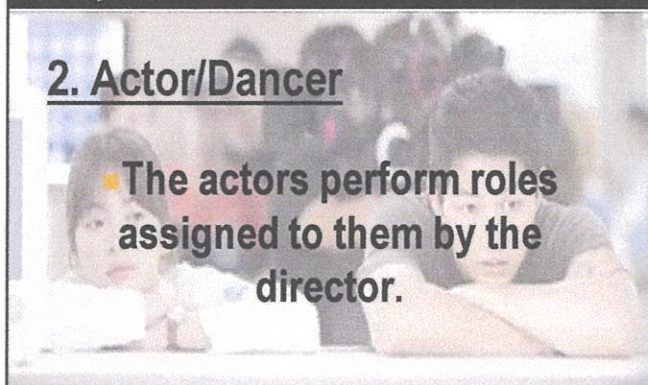 2. Actor/Dancer
▪The actors perform roles
assigned to them by the
director.